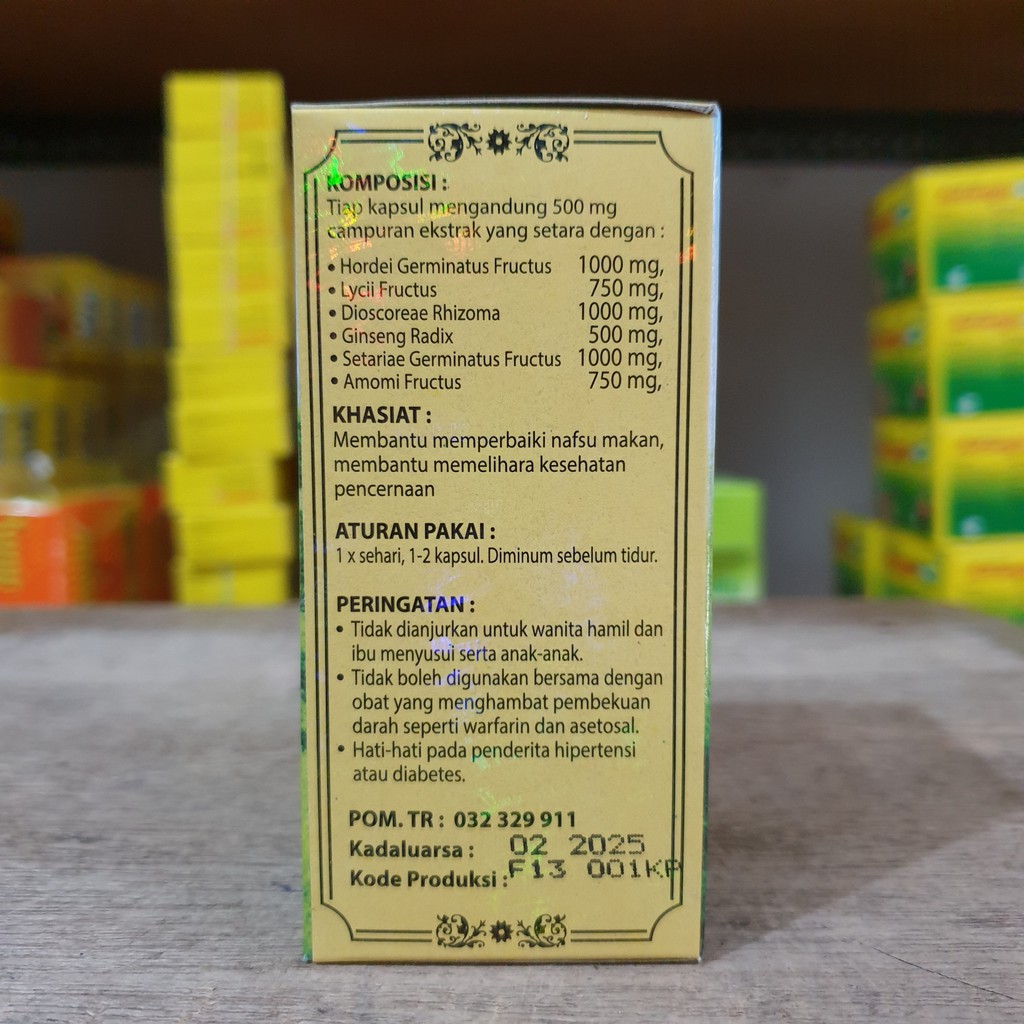 KOMPOSISI :
Tiap kapsul mengandung 500 mg
campuran ekstrak yang setara dengan :
• Hordei Germinatus Fructus 1000 mg,
• Lycii Fructus 750 mg,
• Dioscoreae Rhizoma 1000 mg,
• Ginseng Radix 500 mg,
• Setariae Germinatus Fructus 1000 mg,
• Amomi Fructus 750 mg,
KHASIAT :
Membantu memperbaiki nafsu makan,
membantu memelihara kesehatan
pencernaan
ATURAN PAKAI :
1 x sehari, 1-2 kapsul. Diminum sebelum tidur.
PERINGATAN :
• Tidak dianjurkan untuk wanita hamil dan
ibu menyusui serta anak-anak.
• Tidak boleh digunakan bersama dengan
obat yang menghambat pembekuan
darah seperti warfarin dan asetosal.
• Hati-hati pada penderita hipertensi
atau diabetes.
POM. TR : 032 329 911
Kadaluarsa : 02 2025
Kode Produksi : F13 001KP